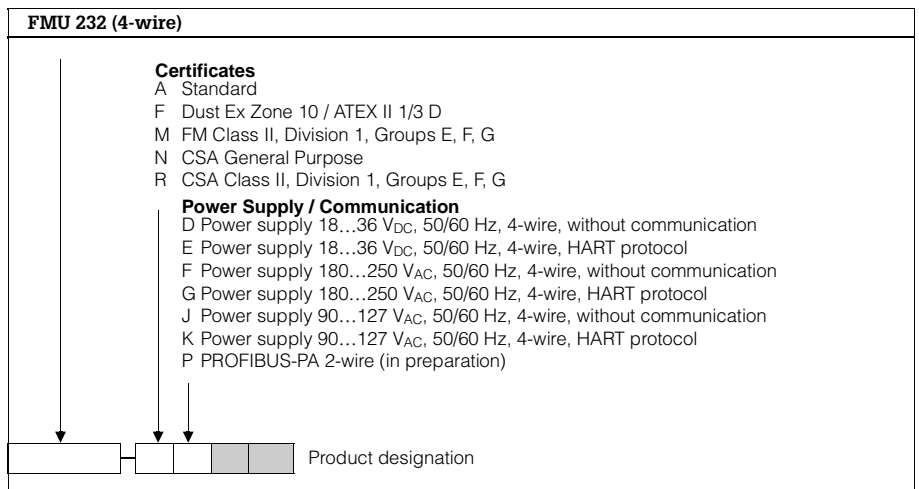 FMU 232 (4-wire)
Certificates
A Standard
F Dust Ex Zone 10 / ATEX II 1/3 D
M FM Class II, Division 1, Groups E, F, G
N CSA General Purpose
R CSA Class II, Division 1, Groups E, F, G
Power Supply / Communication
D Power supply 18…36 VDC, 50/60 Hz, 4-wire, without communication
E Power supply 18…36 VDC, 50/60 Hz, 4-wire, HART protocol
F Power supply 180…250 VAC, 50/60 Hz, 4-wire, without communication
G Power supply 180…250 VAC, 50/60 Hz, 4-wire, HART protocol
J Power supply 90…127 VAC, 50/60 Hz, 4-wire, without communication
K Power supply 90…127 VAC, 50/60 Hz, 4-wire, HART protocol
P PROFIBUS-PA 2-wire (in preparation)
Product designation